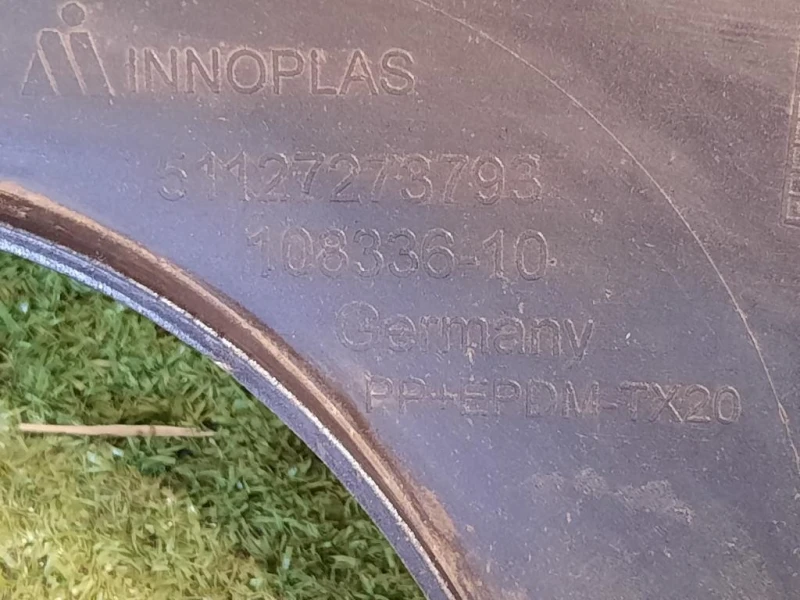 INNOPLAS
51127273793
108336-10
Germany
PP+EPDM-TX20